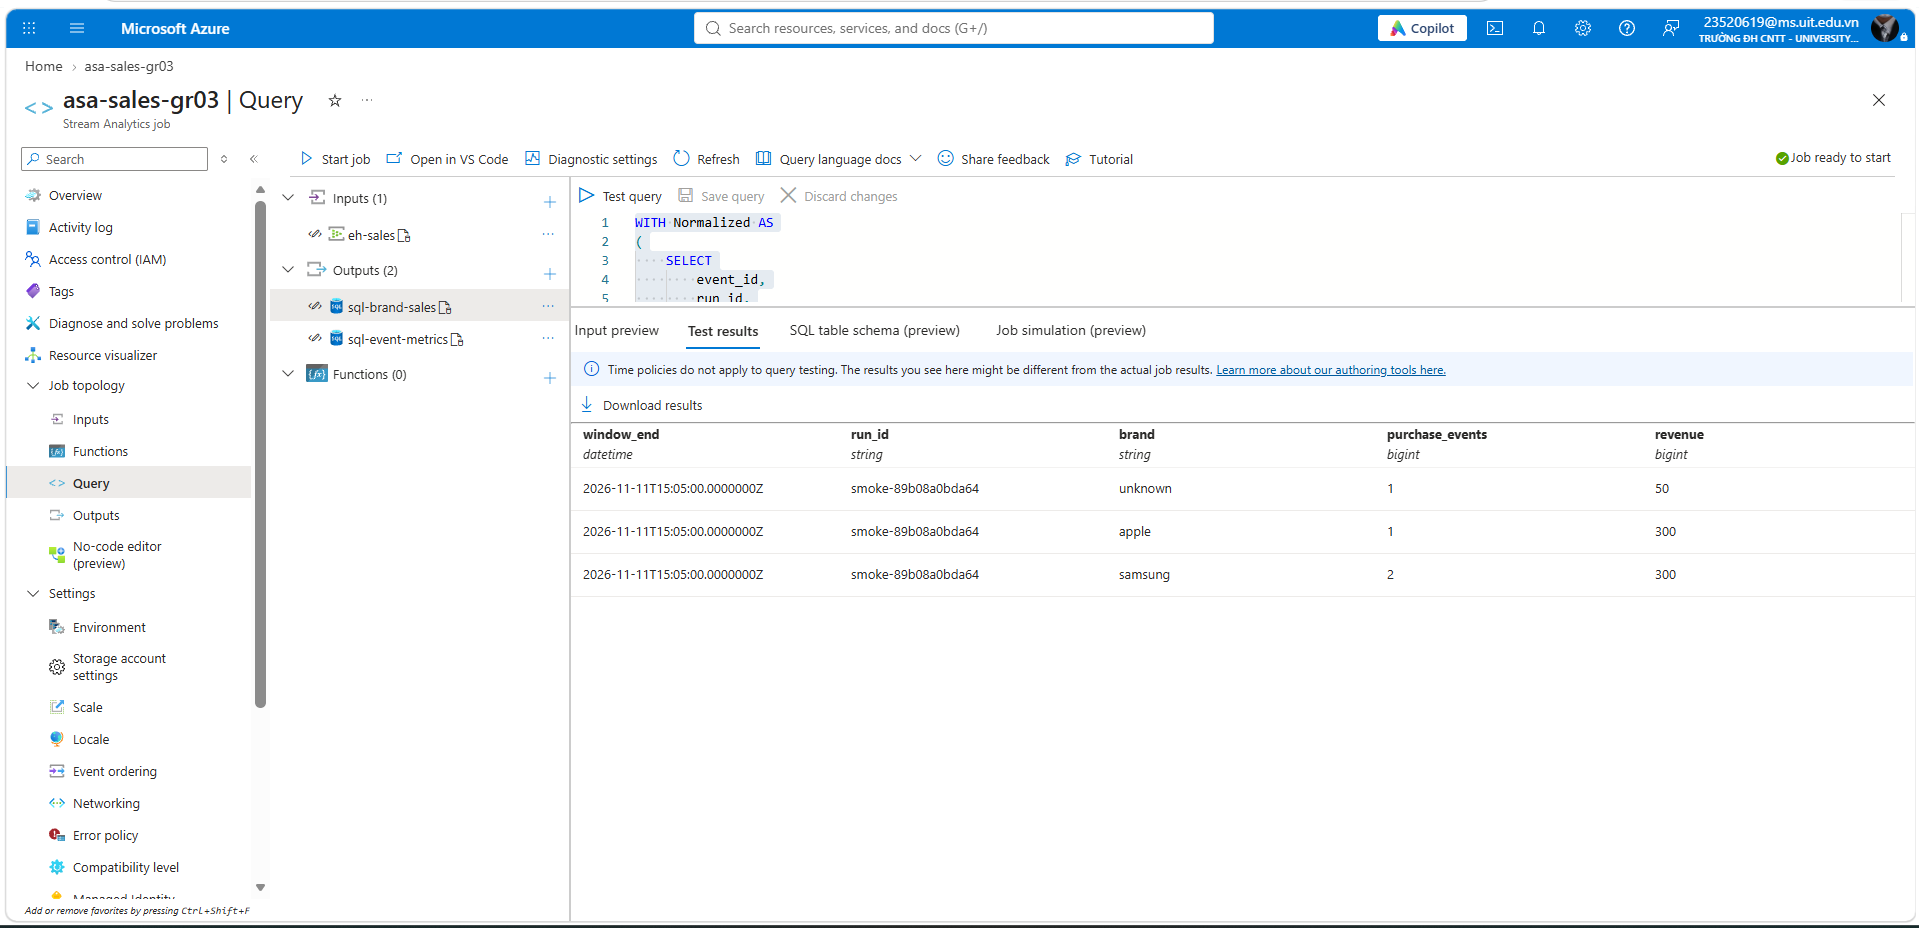 Microsoft Azure
Search resources, services, and docs (G+/)
Copilot
23520619@ms.uit.edu.vn
TRƯỜNG ĐH CNTT - UNIVERSITY...
Home > asa-sales-gr03
asa-sales-gr03 | Query
Stream Analytics job
Search
Start job
Open in VS Code
Diagnostic settings
Refresh
Query language docs
Share feedback
Tutorial
Job ready to start
Overview
Activity log
Access control (IAM)
Tags
Diagnose and solve problems
Resource visualizer
Job topology
Inputs
Functions
Query
Outputs
No-code editor
(preview)
Settings
Environment
Storage account
settings
Scale
Locale
Event ordering
Networking
Error policy
Compatibility level
Managed Identity
Add or remove favorites by pressing Ctrl+Shift+F
Inputs (1)
eh-sales
Outputs (2)
sql-brand-sales
sql-event-metrics
Functions (0)
Test query
Save query
Discard changes
1 WITH Normalized AS
2 (
3 SELECT
4 event_id,
5 run_id,
Input preview
Test results
SQL table schema (preview)
Job simulation (preview)
Time policies do not apply to query testing. The results you see here might be different from the actual job results. Learn more about our authoring tools here.
Download results
window_end run_id brand purchase_events revenue
datetime string string bigint bigint
2026-11-11T15:05:00.0000000Z smoke-89b08a0bda64 unknown 1 50
2026-11-11T15:05:00.0000000Z smoke-89b08a0bda64 apple 1 300
2026-11-11T15:05:00.0000000Z smoke-89b08a0bda64 samsung 2 300